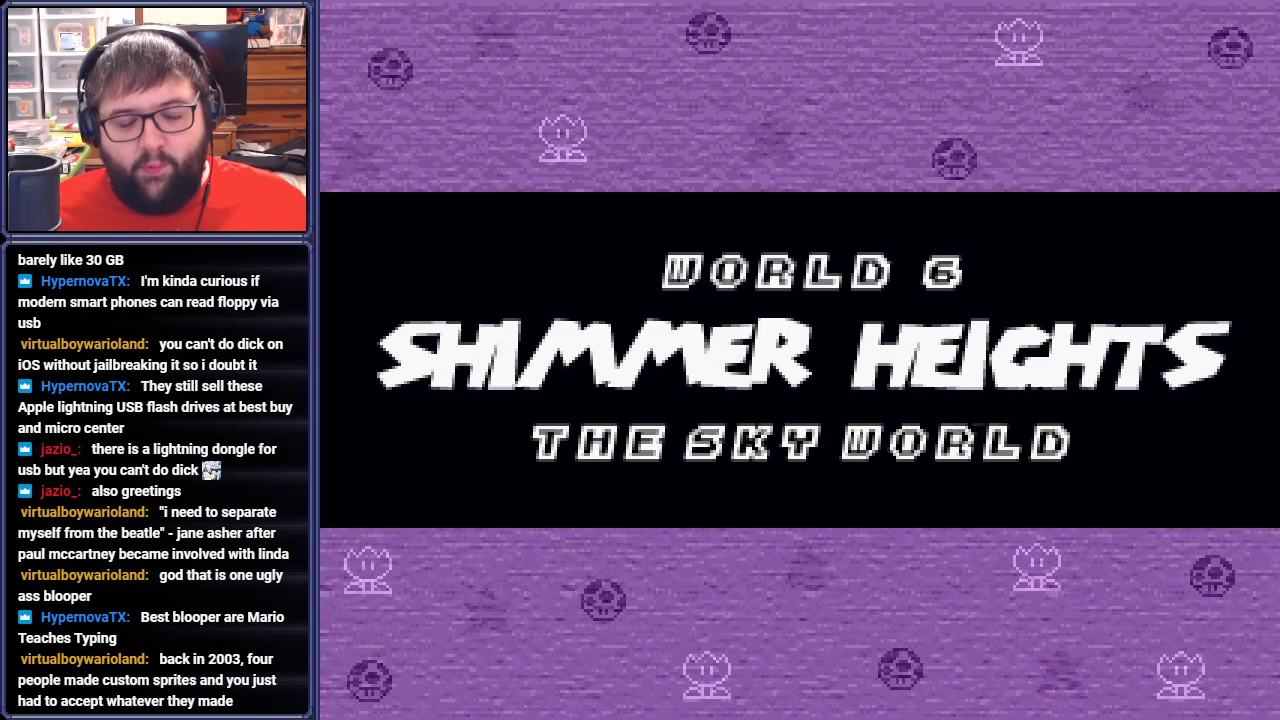 barely like 30 GB
HypernovaTX: I'm kinda curious if
modern smart phones can read floppy via
usb
virtualboywarioland: you can't do dick on
iOS without jailbreaking it so i doubt it
HypernovaTX: They still sell these
Apple lightning USB flash drives at best buy
and micro center
jazio_: there is a lightning dongle for
usb but yea you can't do dick
jazio_: also greetings
virtualboywarioland: "i need to separate
myself from the beatle" - jane asher after
paul mccartney became involved with linda
virtualboywarioland: god that is one ugly
ass blooper
HypernovaTX: Best blooper are Mario
Teaches Typing
virtualboywarioland: back in 2003, four
people made custom sprites and you just
had to accept whatever they made
WORLD 6
SHIMMER HEIGHTS
THE SKY WORLD